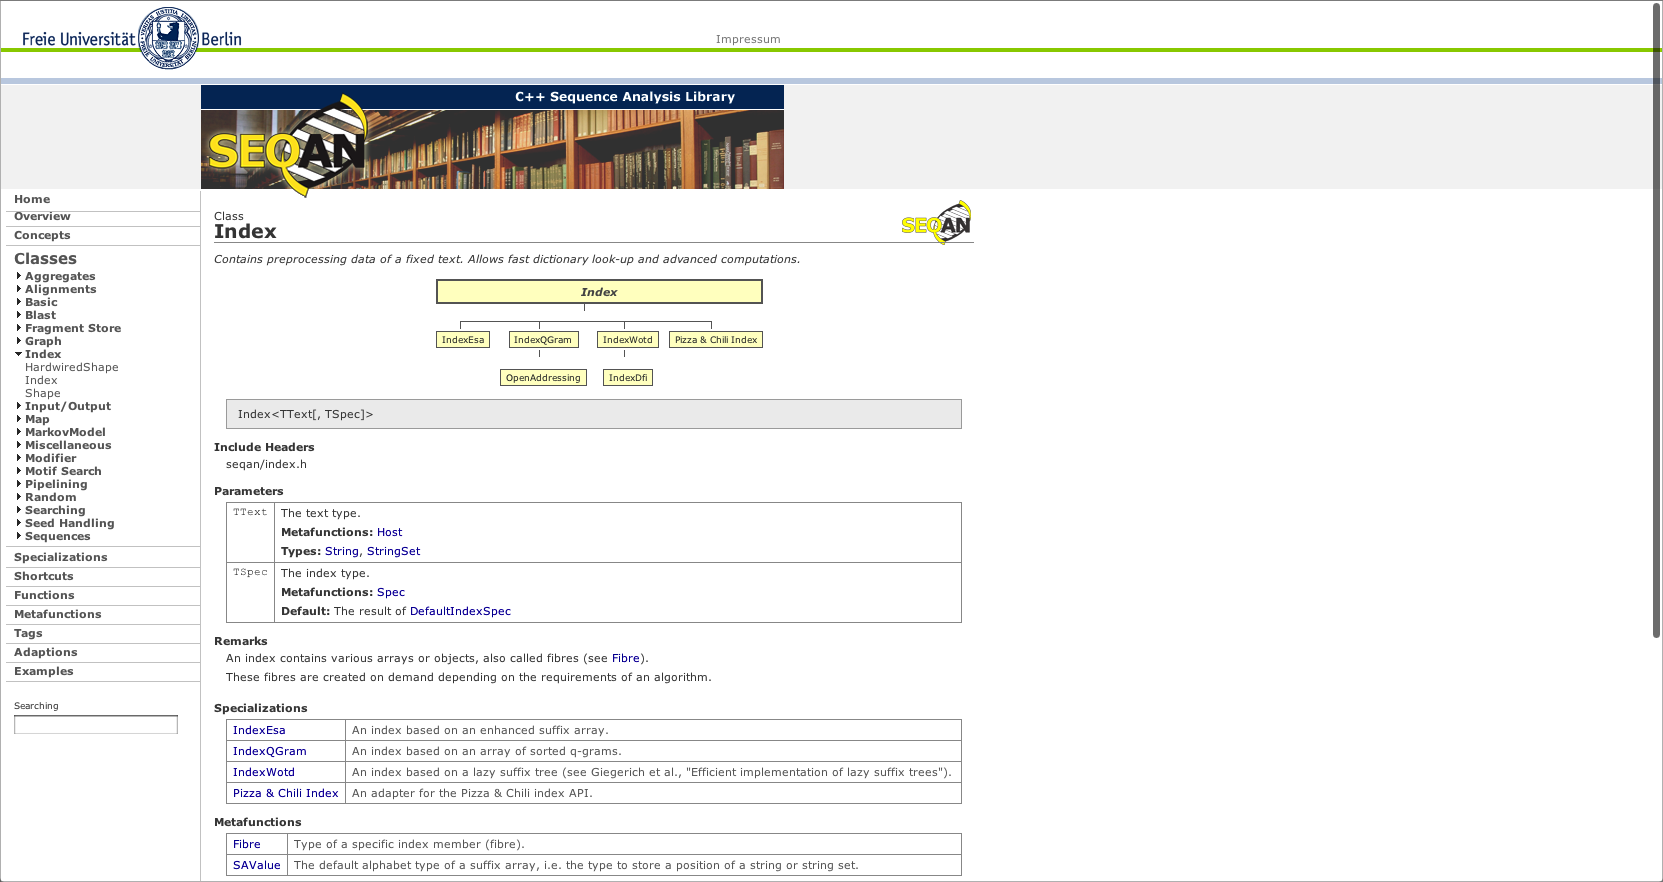 Freie Universität Berlin
Impressum
C++ Sequence Analysis Library
SEQAN
Home
Overview
Concepts
Classes
Aggregates
Alignments
Basic
Blast
Fragment Store
Graph
Index
HardwiredShape
Index
Shape
Input/Output
Map
MarkovModel
Miscellaneous
Modifier
Motif Search
Pipelining
Random
Searching
Seed Handling
Sequences
Specializations
Shortcuts
Functions
Metafunctions
Tags
Adaptions
Examples
Searching
Class
Index
SEQAN
Contains preprocessing data of a fixed text. Allows fast dictionary look-up and advanced computations.
Index
IndexEsa IndexQGram IndexWotd Pizza & Chili Index
OpenAddressing IndexDfi
Index<TText[, TSpec]>
Include Headers
seqan/index.h
Parameters
TText The text type.
Metafunctions: Host
Types: String, StringSet
TSpec The index type.
Metafunctions: Spec
Default: The result of DefaultIndexSpec
Remarks
An index contains various arrays or objects, also called fibres (see Fibre).
These fibres are created on demand depending on the requirements of an algorithm.
Specializations
IndexEsa An index based on an enhanced suffix array.
IndexQGram An index based on an array of sorted q-grams.
IndexWotd An index based on a lazy suffix tree (see Giegerich et al., "Efficient implementation of lazy suffix trees").
Pizza & Chili Index An adapter for the Pizza & Chili index API.
Metafunctions
Fibre Type of a specific index member (fibre).
SAValue The default alphabet type of a suffix array, i.e. the type to store a position of a string or string set.